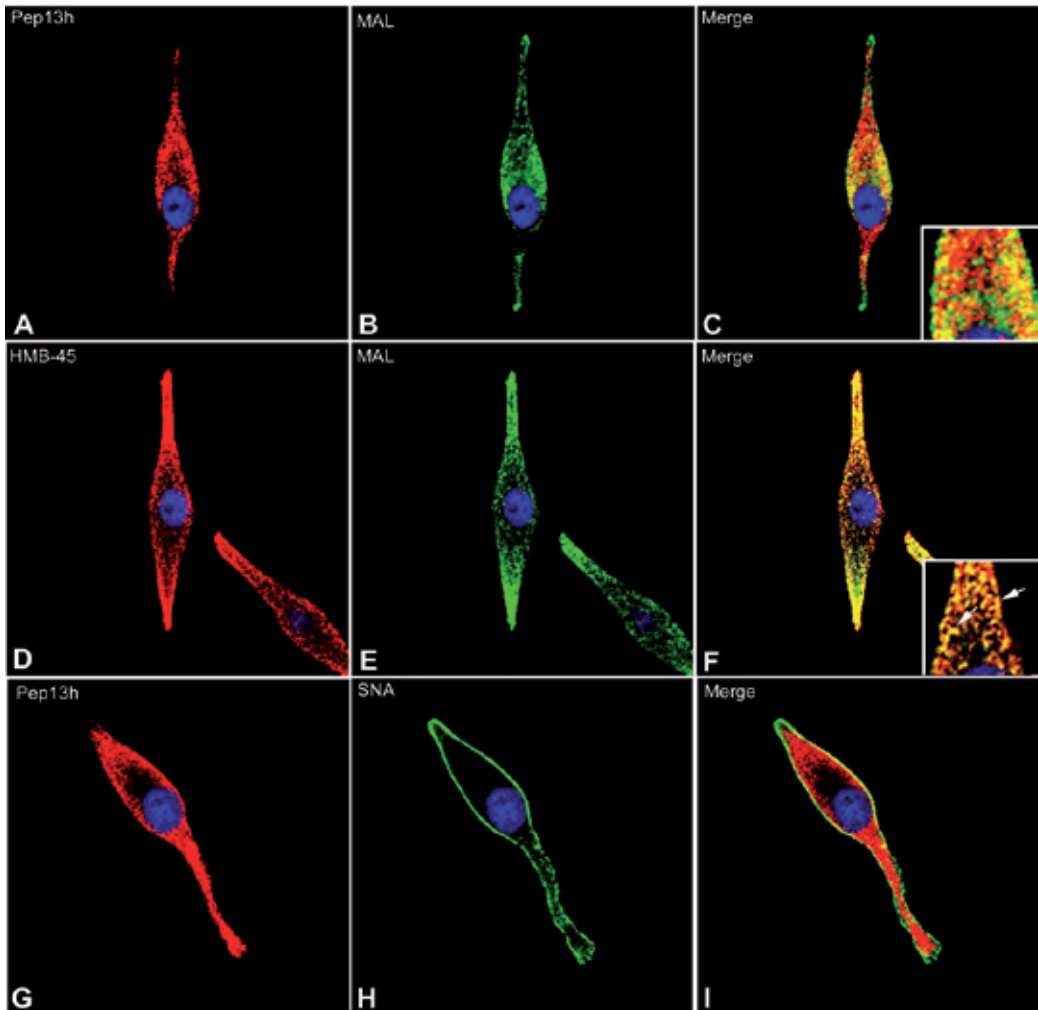 Pep13h
MAL
Merge
A
B
C
HMB-45
MAL
Merge
D
E
F
Pep13h
SNA
Merge
G
H
I